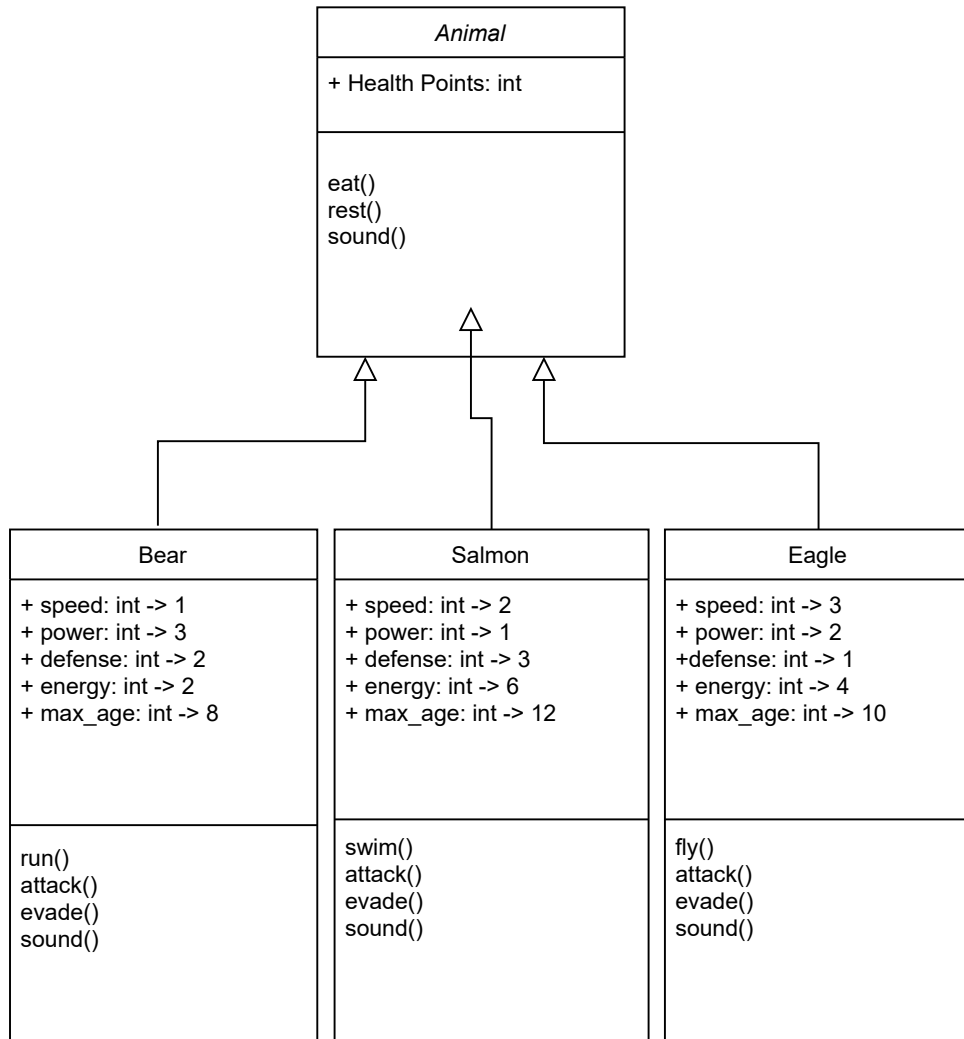 Animal
+ Health Points: int
eat()
rest()
sound()
Bear
+ speed: int -> 1
+ power: int -> 3
+ defense: int -> 2
+ energy: int -> 2
+ max_age: int -> 8
run()
attack()
evade()
sound()
Salmon
+ speed: int -> 2
+ power: int -> 1
+ defense: int -> 3
+ energy: int -> 6
+ max_age: int -> 12
swim()
attack()
evade()
sound()
Eagle
+ speed: int -> 3
+ power: int -> 2
+defense: int -> 1
+ energy: int -> 4
+ max_age: int -> 10
fly()
attack()
evade()
sound()